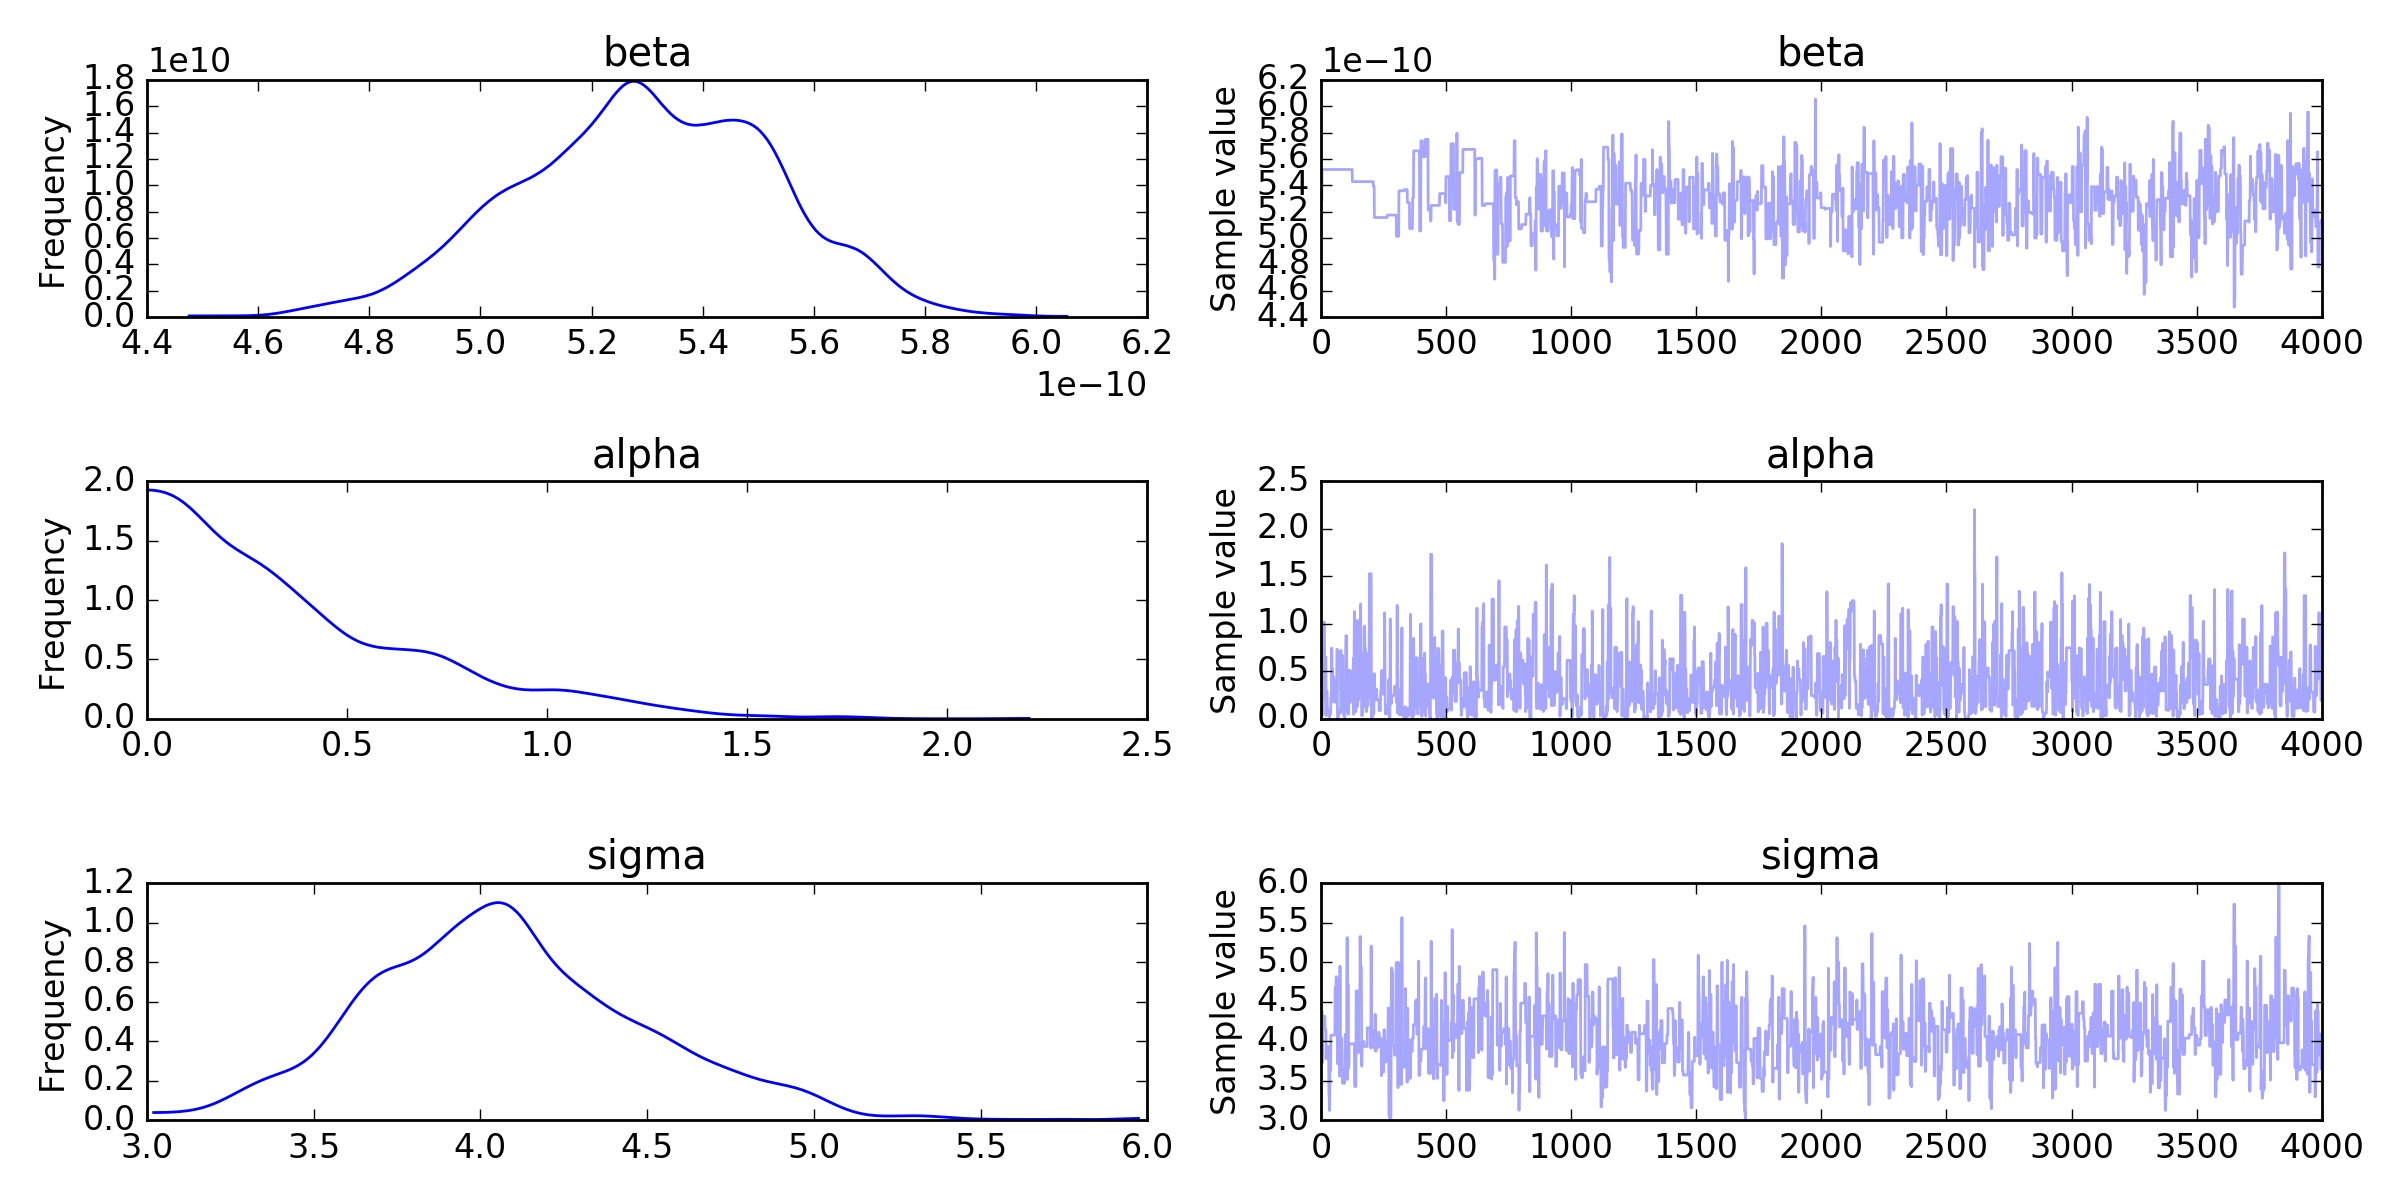 beta
1e10
Frequency
1.8
1.6
1.4
1.2
1.0
0.8
0.6
0.4
0.2
0.0
4.4 4.6 4.8 5.0 5.2 5.4 5.6 5.8 6.0 6.2
1e−10
beta
1e−10
Sample value
6.2
6.0
5.8
5.6
5.4
5.2
5.0
4.8
4.6
4.4
0 500 1000 1500 2000 2500 3000 3500 4000
alpha
Frequency
2.0
1.5
1.0
0.5
0.0
0.0 0.5 1.0 1.5 2.0 2.5
alpha
Sample value
2.5
2.0
1.5
1.0
0.5
0.0
0 500 1000 1500 2000 2500 3000 3500 4000
sigma
Frequency
1.2
1.0
0.8
0.6
0.4
0.2
0.0
3.0 3.5 4.0 4.5 5.0 5.5 6.0
sigma
Sample value
6.0
5.5
5.0
4.5
4.0
3.5
3.0
0 500 1000 1500 2000 2500 3000 3500 4000